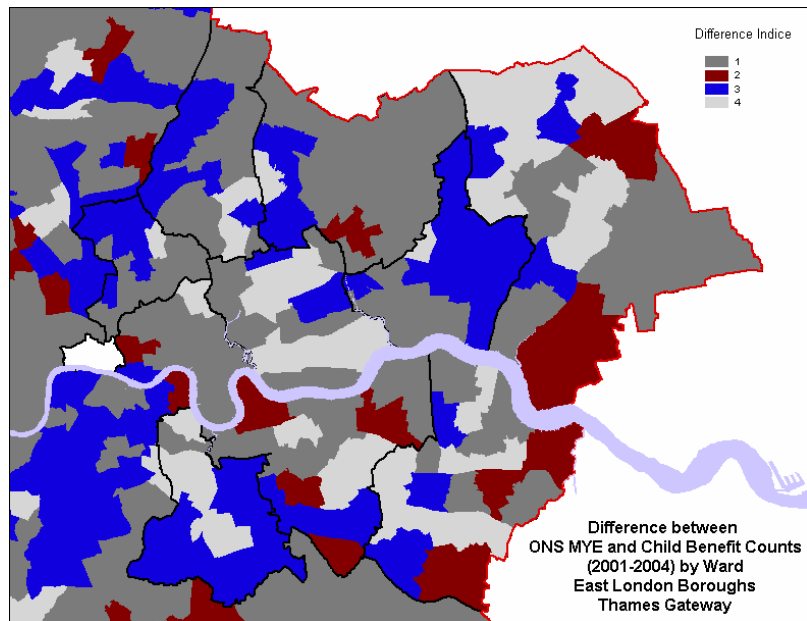 Difference Indice
1
2
3
4
Difference between
ONS MYE and Child Benefit Counts
(2001-2004) by Ward
East London Boroughs
Thames Gateway